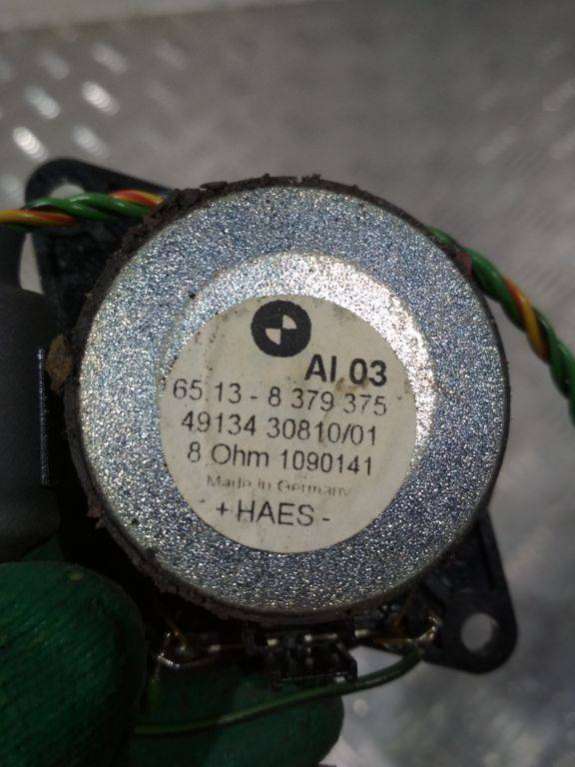 AI 03
65.13 - 8 379 375
49134 30810/01
8 Ohm 1090141
Made in Germany
+ HAES -